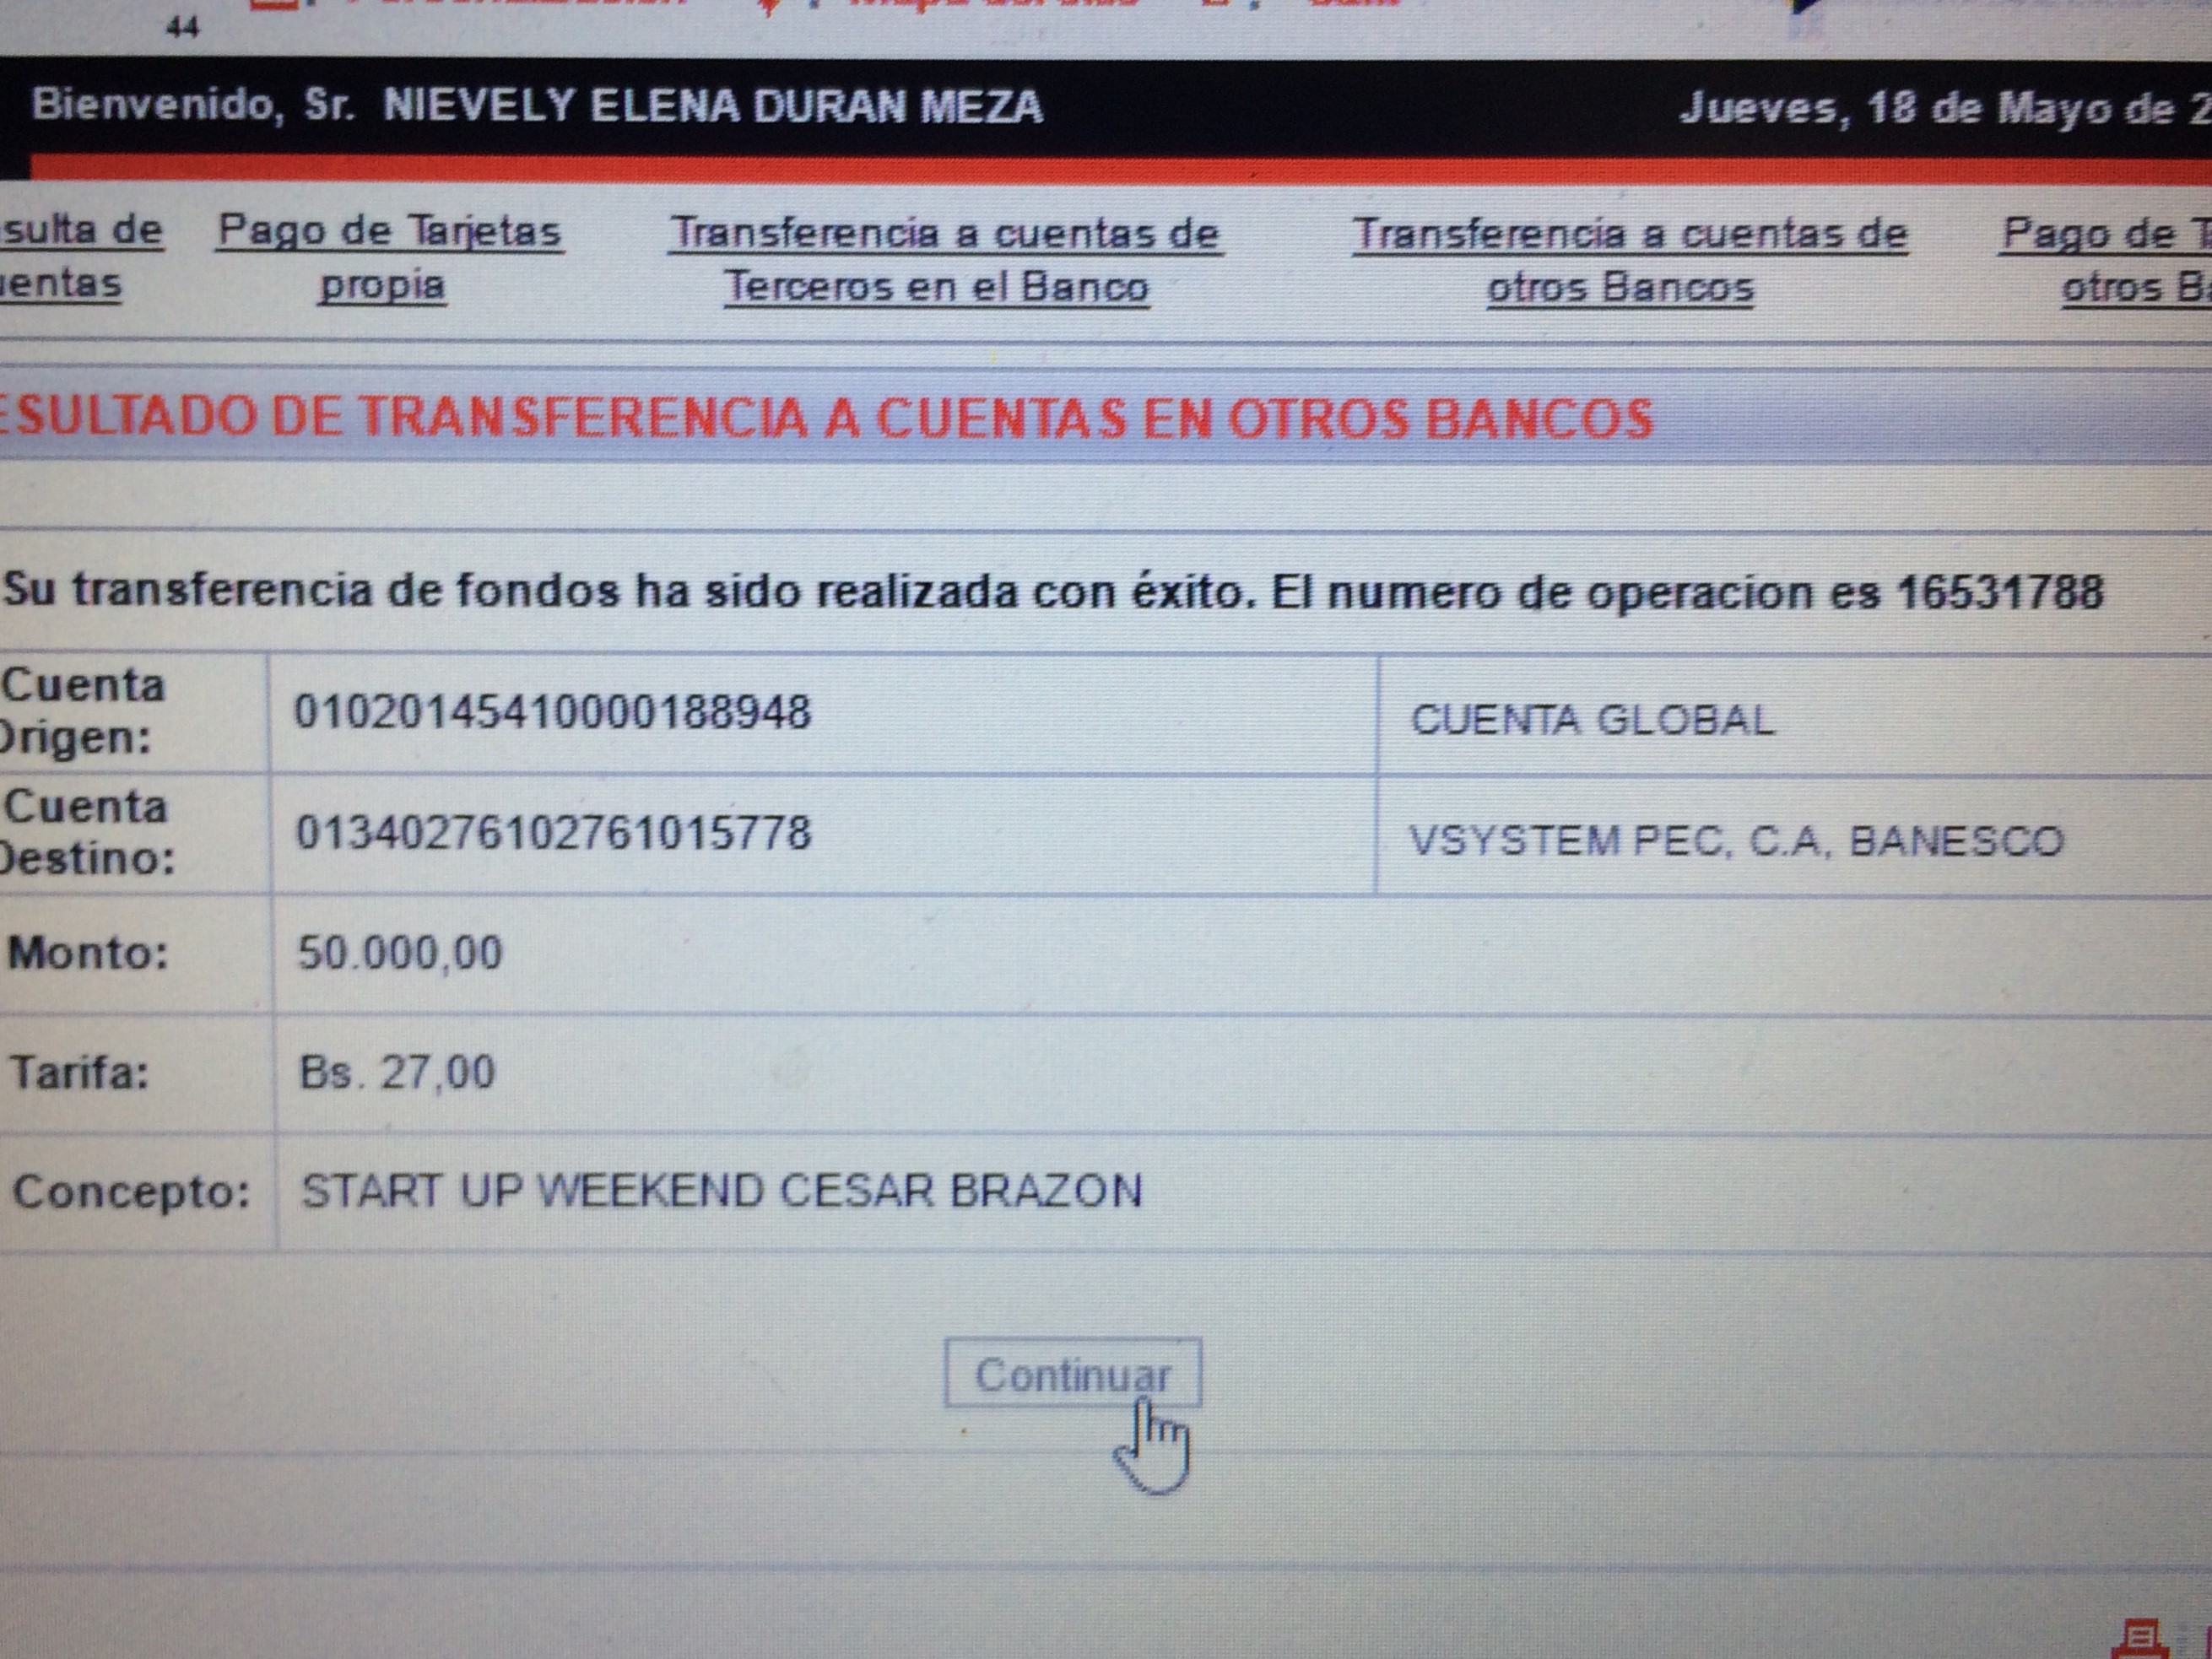 44
Bienvenido, Sr. NIEVELY ELENA DURAN MEZA
Jueves, 18 de Mayo de 2
sulta de
entas
Pago de Tarjetas
propia
Transferencia a cuentas de
Terceros en el Banco
Transferencia a cuentas de
otros Bancos
Pago de T
otros B
ESULTADO DE TRANSFERENCIA A CUENTAS EN OTROS BANCOS
Su transferencia de fondos ha sido realizada con éxito. El numero de operacion es 16531788
Cuenta
Origen:
01020145410000188948
CUENTA GLOBAL
Cuenta
Destino:
01340276102761015778
VSYSTEM PEC, C.A, BANESCO
Monto:
50.000,00
Tarifa:
Bs. 27,00
Concepto:
START UP WEEKEND CESAR BRAZON
Continuar